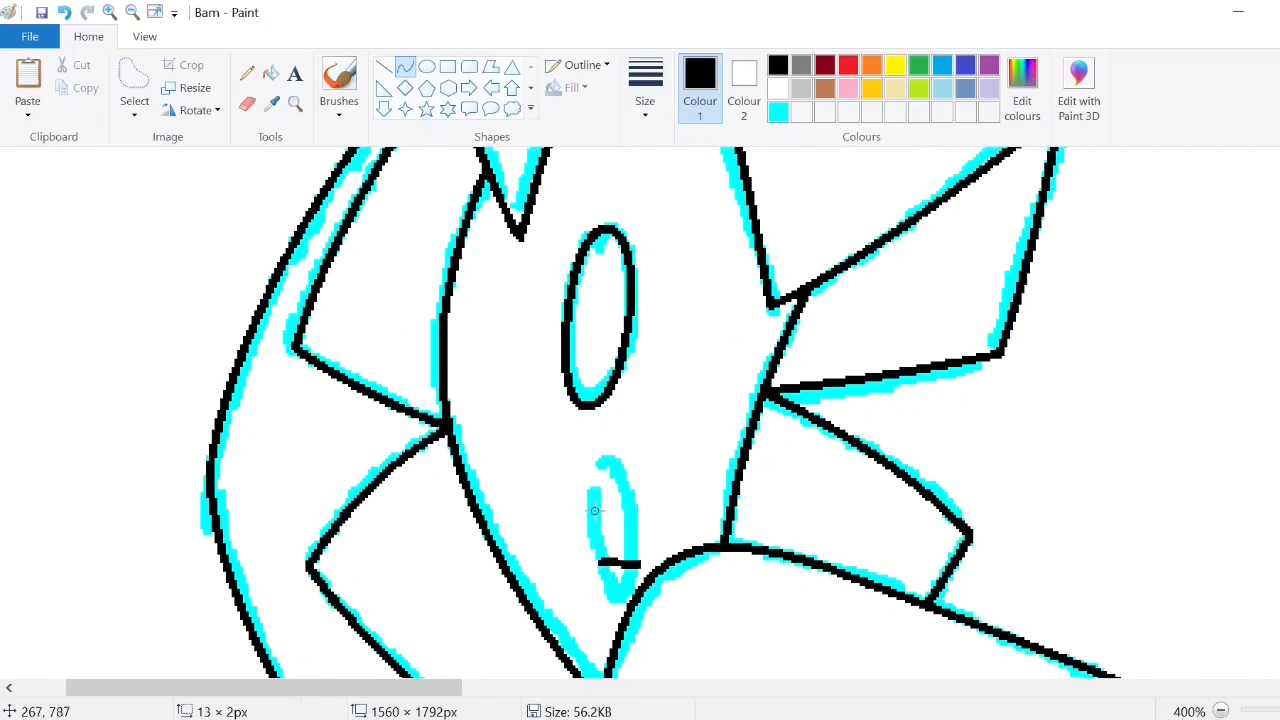 Bam - Paint
File Home View
Paste
Cut
Copy
Clipboard
Select
Crop
Resize
Rotate
Image
A
Tools
Brushes
Outline
Fill
Shapes
Size
Colour 1
Colour 2
Edit colours
Edit with Paint 3D
Colours
267, 787
13 × 2px
1560 × 1792px
Size: 56.2KB
400%